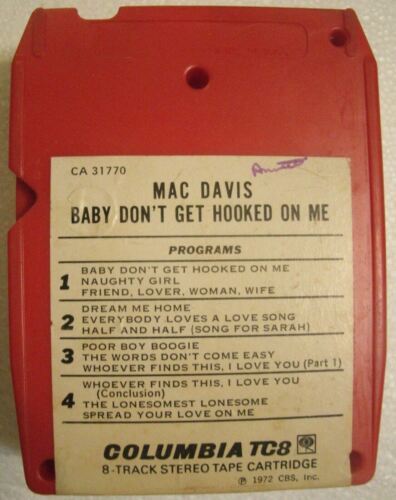 CA 31770
MAC DAVIS
BABY DON'T GET HOOKED ON ME
PROGRAMS
1 BABY DON'T GET HOOKED ON ME
NAUGHTY GIRL
FRIEND, LOVER, WOMAN, WIFE
2 DREAM ME HOME
EVERYBODY LOVES A LOVE SONG
HALF AND HALF (SONG FOR SARAH)
3 POOR BOY BOOGIE
THE WORDS DON'T COME EASY
WHOEVER FINDS THIS, I LOVE YOU (Part 1)
4 WHOEVER FINDS THIS, I LOVE YOU
(Conclusion)
THE LONESOMEST LONESOME
SPREAD YOUR LOVE ON ME
COLUMBIA TC8
8-TRACK STEREO TAPE CARTRIDGE
℗ 1972 CBS, Inc.